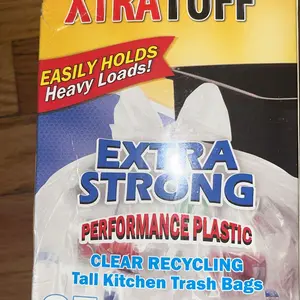 XTRATUFF
EASILY HOLDS
Heavy Loads!
EXTRA
STRONG
PERFORMANCE PLASTIC
CLEAR RECYCLING
Tall Kitchen Trash Bags